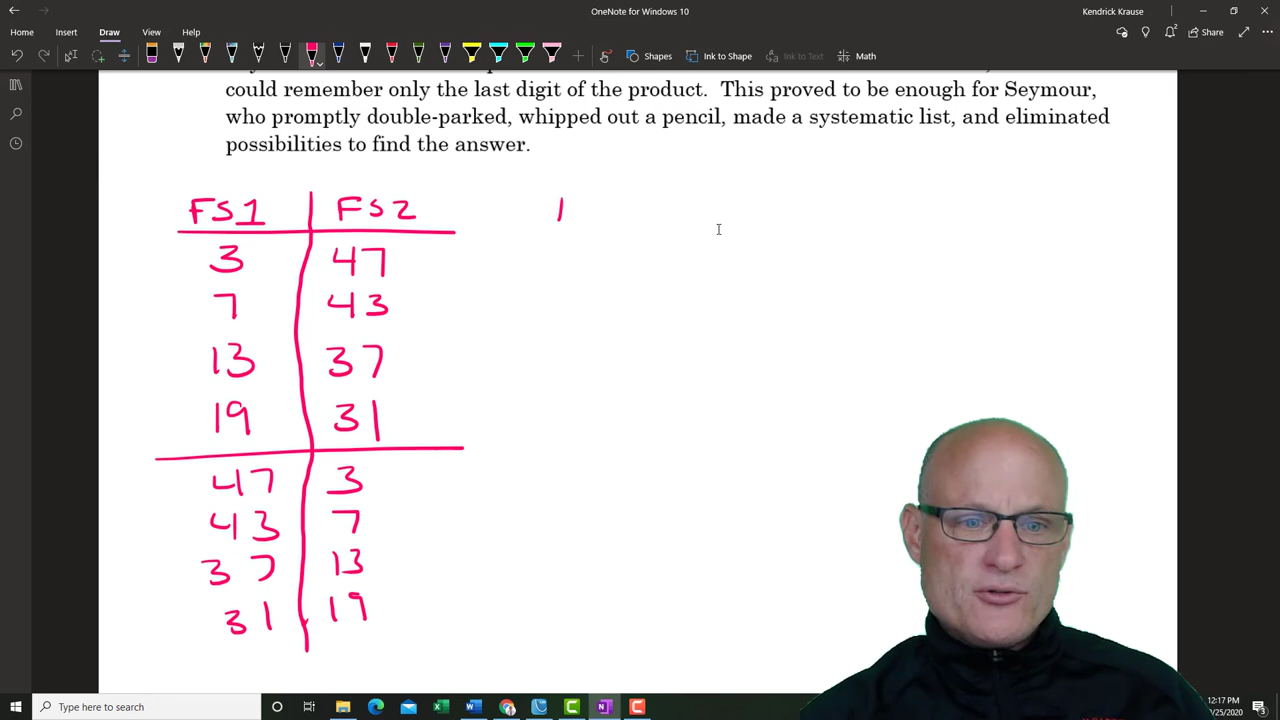 OneNote for Windows 10
Kendrick Krause
Home Insert Draw View Help
Share
Shapes Ink to Shape Ink to Text Math
could remember only the last digit of the product. This proved to be enough for Seymour,
who promptly double-parked, whipped out a pencil, made a systematic list, and eliminated
possibilities to find the answer.
FS1 FS2
3 47
7 43
13 37
19 31
47 3
43 7
37 13
31 19
Type here to search
12:17 PM